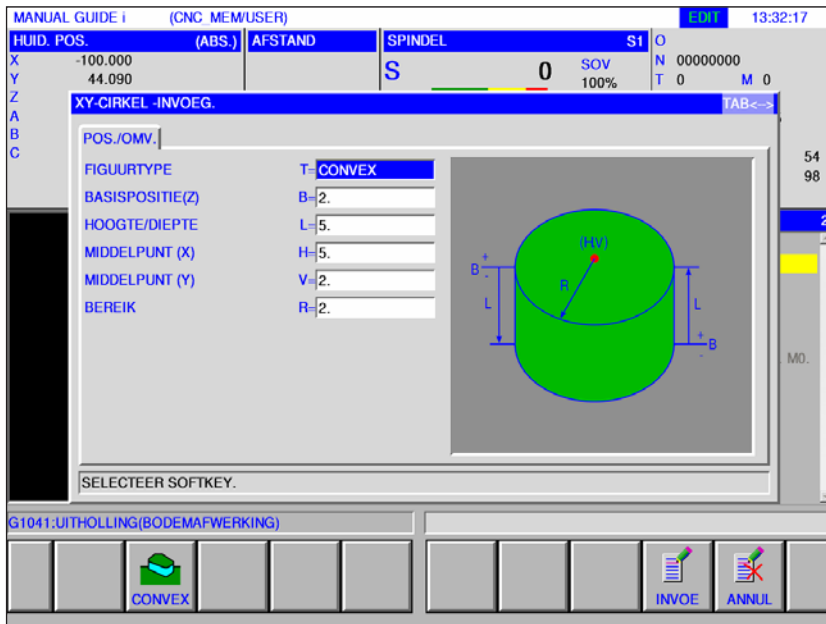 MANUAL GUIDE i (CNC_MEM/USER) EDIT 13:32:17
HUID. POS. (ABS.) AFSTAND SPINDEL S1 O
X -100.000 S 0 SOV N 00000000
Y 44.090 100% T 0 M 0
Z XY-CIRKEL -INVOEG. TAB<-->
A
B POS./OMV.
C 54
FIGUURTYPE T=CONVEX 98
BASISPOSITIE(Z) B=2.
HOOGTE/DIEPTE L=5. 2
MIDDELPUNT (X) H=5.
MIDDELPUNT (Y) V=2.
BEREIK R=2.
(H,V)
B + -
R
L L
+ - B
M0.
SELECTEER SOFTKEY.
G1041:UITHOLLING(BODEMAFWERKING)
CONVEX INVOE ANNUL